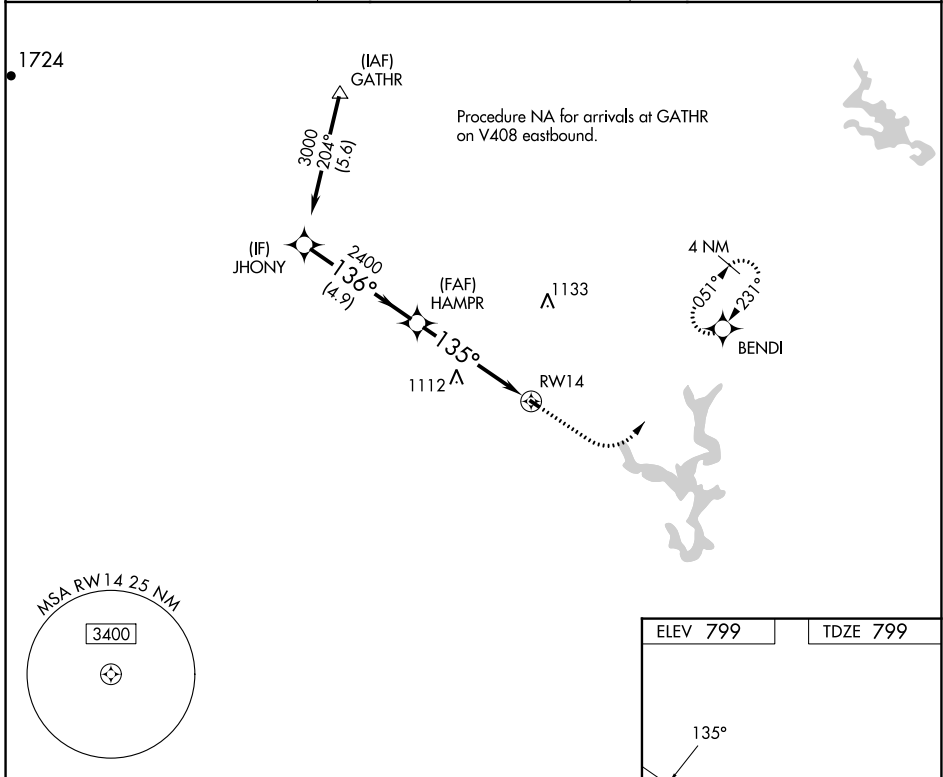 1724
(IAF)
GATHR
Procedure NA for arrivals at GATHR
on V408 eastbound.
3000
204°
(5.6)
(IF)
JHONY
2400
136°
(4.9)
(FAF)
HAMPR
1133
4 NM
051°
231°
BENDI
135°
1112
RW14
MSA RW14 25 NM
3400
ELEV 799
TDZE 799
135°